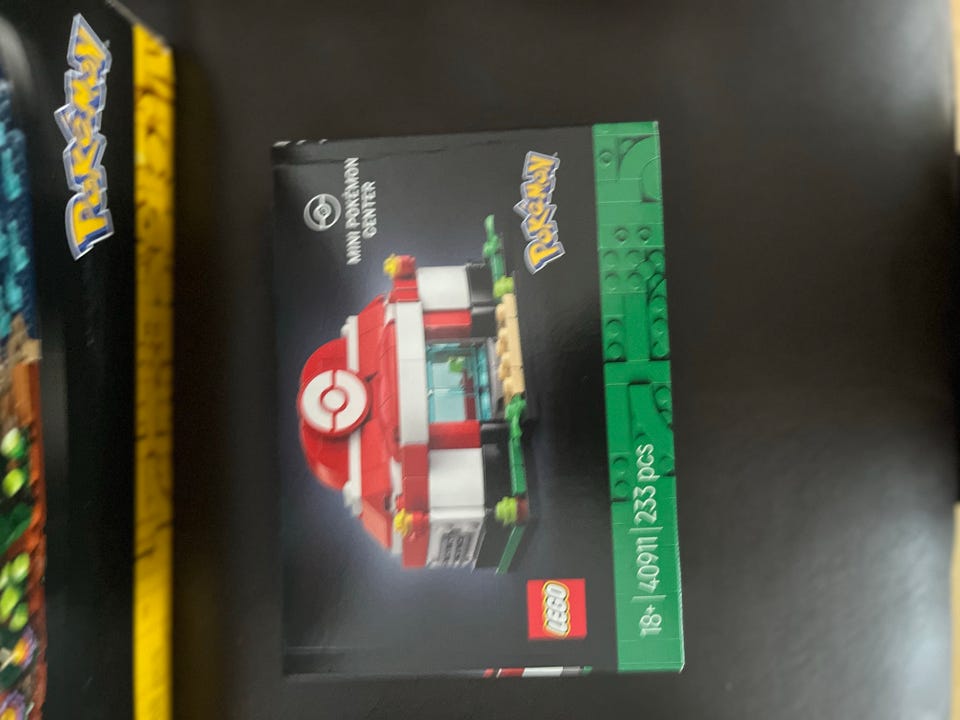 Pokémon
MINI POKÉMON
CENTER
Pokémon
LEGO
18+ | 40911 | 233 pcs